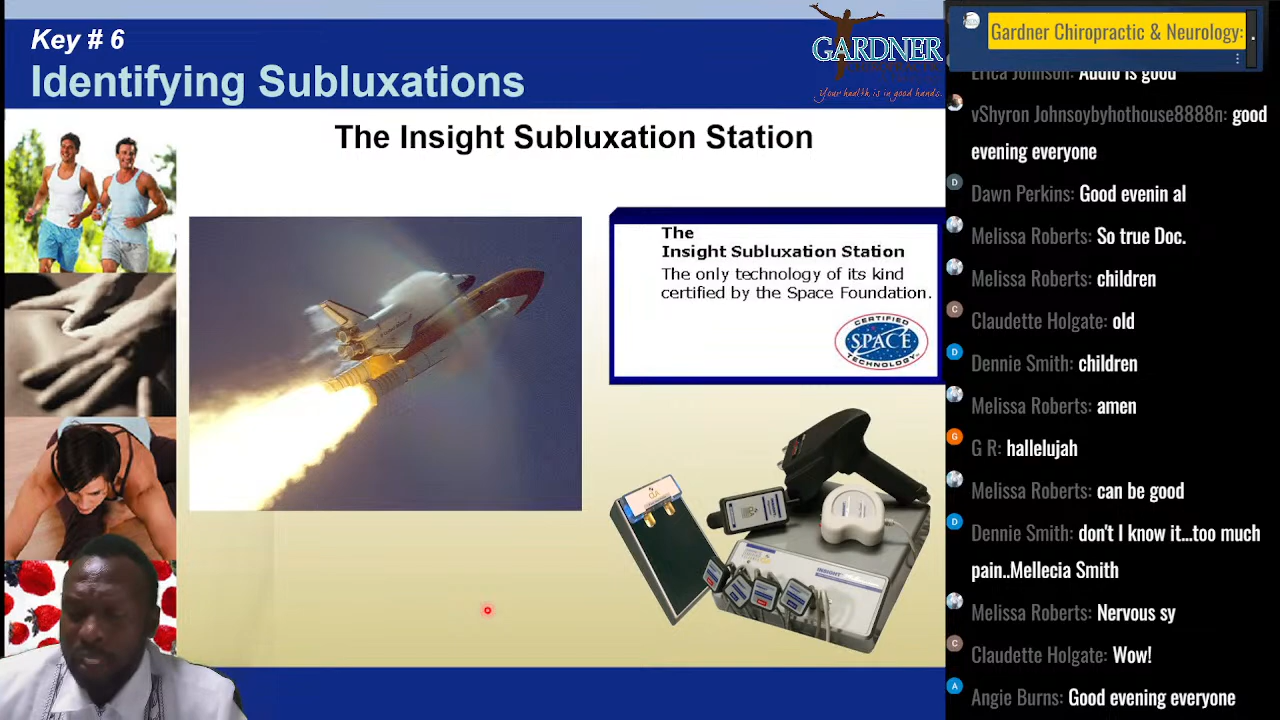 Key # 6
Identifying Subluxations
GARDNER
Your health is in good hands.
The Insight Subluxation Station
The
Insight Subluxation Station
The only technology of its kind
certified by the Space Foundation.
CERTIFIED
SPACE
TECHNOLOGY
INSIGHT
Gardner Chiropractic & Neurology:
.
Erica Johnson: Audio is good
vShyron Johnsoybyhothouse8888n: good
evening everyone
D
Dawn Perkins: Good evenin al
Melissa Roberts: So true Doc.
Melissa Roberts: children
C
Claudette Holgate: old
D
Dennie Smith: children
Melissa Roberts: amen
G
G R: hallelujah
Melissa Roberts: can be good
D
Dennie Smith: don't I know it...too much
pain..Mellecia Smith
Melissa Roberts: Nervous sy
C
Claudette Holgate: Wow!
A
Angie Burns: Good evening everyone